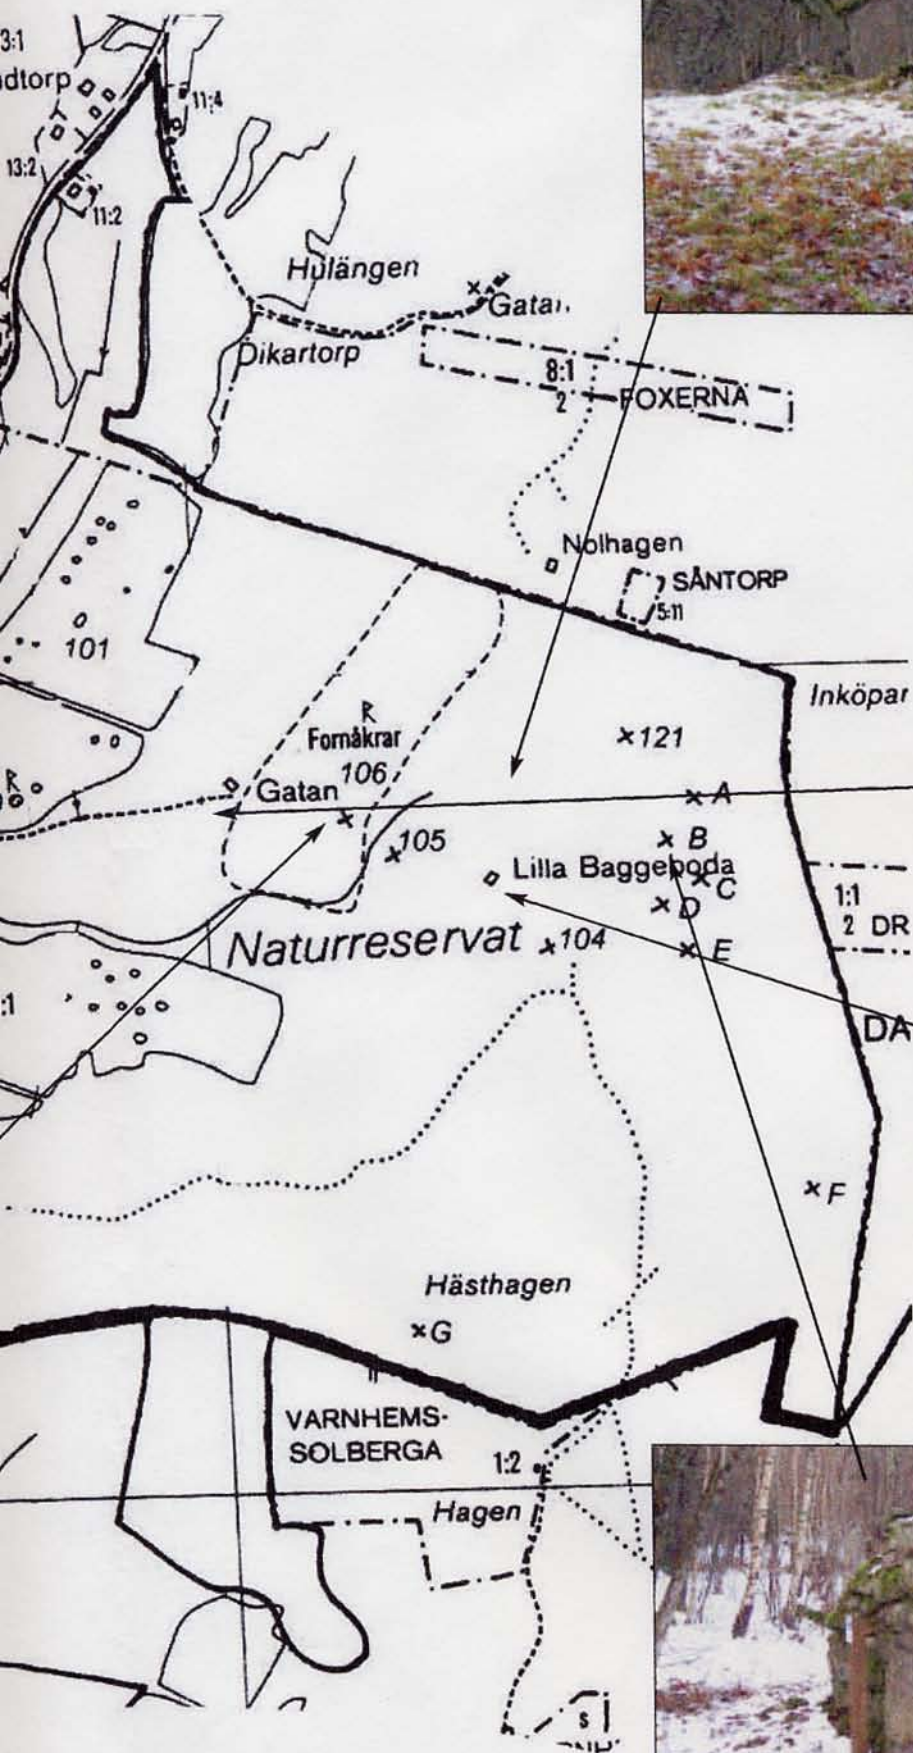 3:1
dtorp
11:4
13:2
11:2
Hulängen
Gatan
Dikartorp
8:1
2
FOXERNA
Nolhagen
SÅNTORP
5:11
101
Inköpar
R
Fornåkrar
×121
R
106
Gatan
×A
×B
×105
Lilla Baggeboda
×C
×D
1:1
2 DR
Naturreservat
×104
×E
:1
DA
×F
Hästhagen
×G
VARNHEMS-
SOLBERGA
1:2
Hagen
S